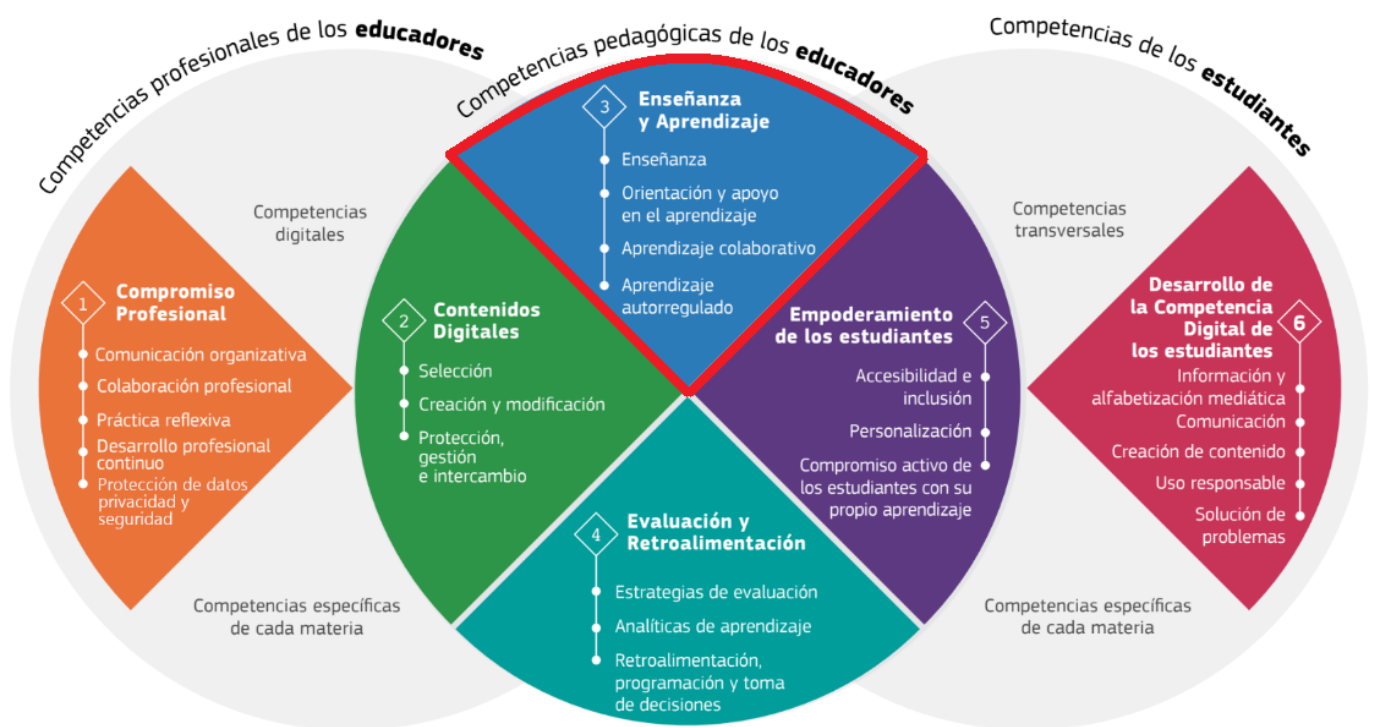 Competencias profesionales de los educadores
Competencias pedagógicas de los educadores
Competencias de los estudiantes
Competencias
digitales
Competencias específicas
de cada materia
1
Compromiso
Profesional
Comunicación organizativa
Colaboración profesional
Práctica reflexiva
Desarrollo profesional
continuo
Protección de datos
privacidad y
seguridad
2
Contenidos
Digitales
Selección
Creación y modificación
Protección,
gestión
e intercambio
3
Enseñanza
y Aprendizaje
Enseñanza
Orientación y apoyo
en el aprendizaje
Aprendizaje colaborativo
Aprendizaje
autorregulado
4
Evaluación y
Retroalimentación
Estrategias de evaluación
Analíticas de aprendizaje
Retroalimentación,
programación y toma
de decisiones
5
Empoderamiento
de los estudiantes
Accesibilidad e
inclusión
Personalización
Compromiso activo de
los estudiantes con su
propio aprendizaje
Competencias
transversales
Competencias específicas
de cada materia
6
Desarrollo de
la Competencia
Digital de
los estudiantes
Información y
alfabetización mediática
Comunicación
Creación de contenido
Uso responsable
Solución de
problemas